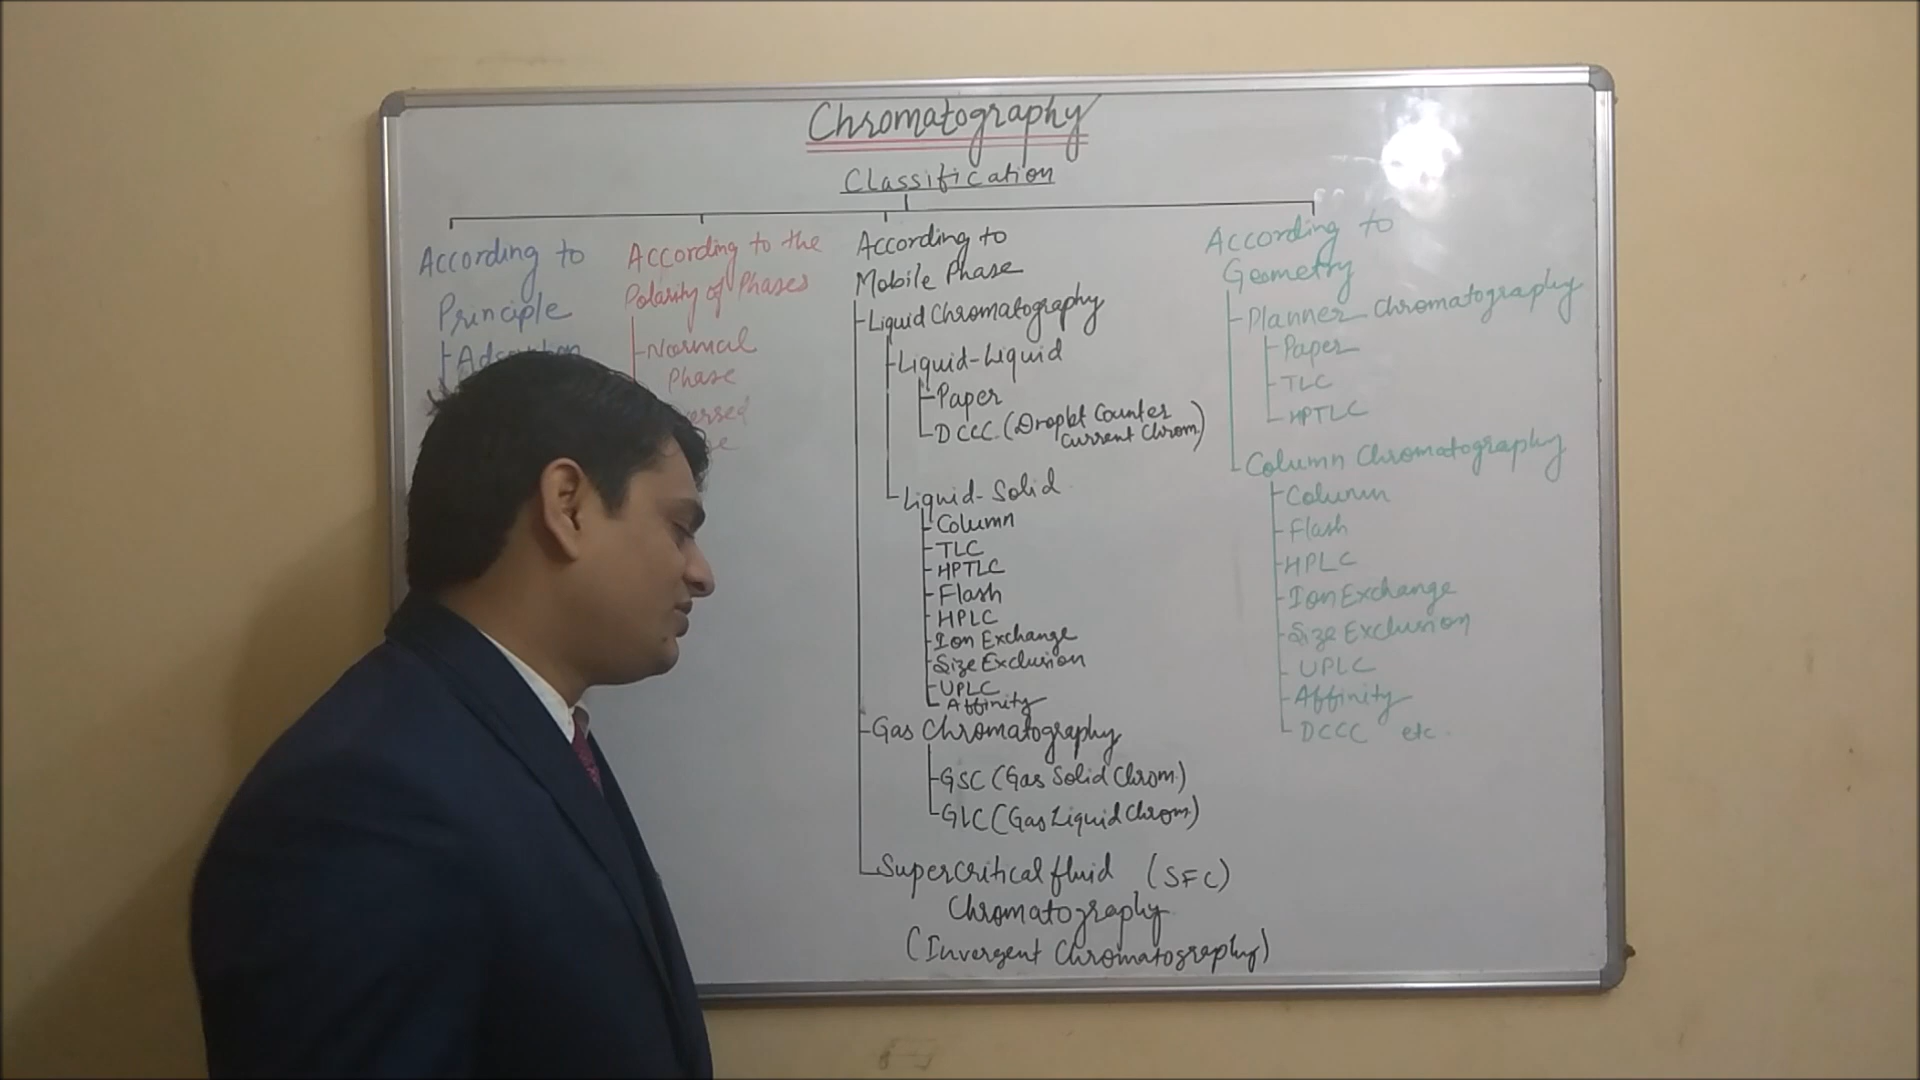 Chromatography
Classification
According to
Principle
According to the
Polarity of Phases
Normal
Phase
According to
Mobile Phase
Liquid Chromatography
Liquid-Liquid
Paper
DCCC (Droplet Counter
Current Chrom.)
Liquid-Solid
Column
TLC
HPTLC
Flash
HPLC
Ion Exchange
Size Exclusion
UPLC
Affinity
Gas Chromatography
GSC (Gas Solid Chrom.)
GLC (Gas Liquid Chrom)
Supercritical fluid (SFC)
Chromatography
(Invergent Chromatography)
According to
Geometry
Planner Chromatography
Paper
TLC
HPTLC
Column Chromatography
Column
Flash
HPLC
Ion Exchange
Size Exclusion
UPLC
Affinity
DCCC etc.